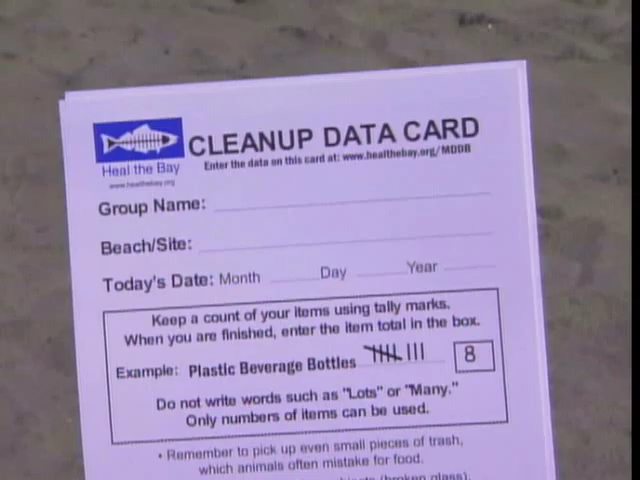 CLEANUP DATA CARD
Heal the Bay
www.healthebay.org
Enter the data on this card at: www.healthebay.org/MDDB
Group Name:
Beach/Site:
Today's Date: Month Day Year
Keep a count of your items using tally marks.
When you are finished, enter the item total in the box.
Example: Plastic Beverage Bottles 8
Do not write words such as "Lots" or "Many."
Only numbers of items can be used.
• Remember to pick up even small pieces of trash,
which animals often mistake for food.
(broken glass)